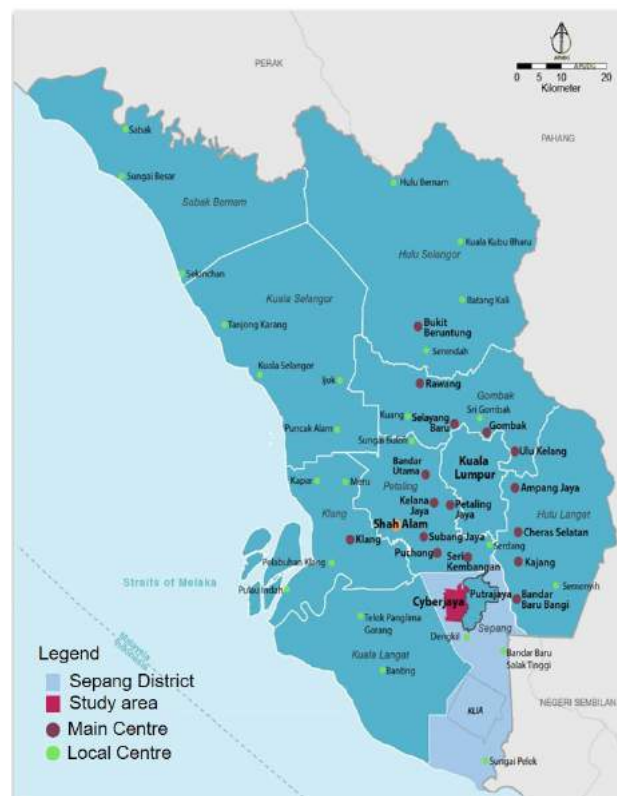 PERAK
0 5 10 20
Kilometer
PAHANG
Sabak
Sungai Besar
Sabak Bernam
Hulu Bernam
Kuala Kubu Bharu
Hulu Selangor
Sekinchan
Kuala Selangor
Batang Kali
Tanjong Karang
Bukit
Beruntung
Serendah
Kuala Selangor
Ijok
Rawang
Gombak
Sri Gombak
Kuang
Selayang
Baru
Gombak
Puncak Alam
Sungai Buloh
Ulu Kelang
Bandar
Utama
Kuala
Lumpur
Kapar
Meru
Petaling
Ampang Jaya
Kelana
Jaya
Petaling
Jaya
Hulu Langat
Klang
Shah Alam
Cheras Selatan
Klang
Subang Jaya
Serdang
Puchong
Seri
Kembangan
Kajang
Pelabuhan Klang
Straits of Melaka
Pulau Indah
Semenyih
Putrajaya
Cyberjaya
Bandar
Baru Bangi
Telok Panglima
Garang
Sepang
Dengkil
Malaysia
Indonesia
Kuala Langat
Bandar Baru
Salak Tinggi
Banting
NEGERI SEMBILAN
KLIA
Sungai Pelek
Legend
Sepang District
Study area
Main Centre
Local Centre